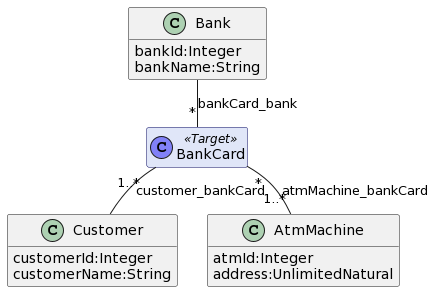 C Bank
bankId:Integer
bankName:String
bankCard_bank
*
C «Target»
BankCard
1..*
customer_bankCard
*
atmMachine_bankCard
1..*
C Customer
customerId:Integer
customerName:String
C AtmMachine
atmId:Integer
address:UnlimitedNatural